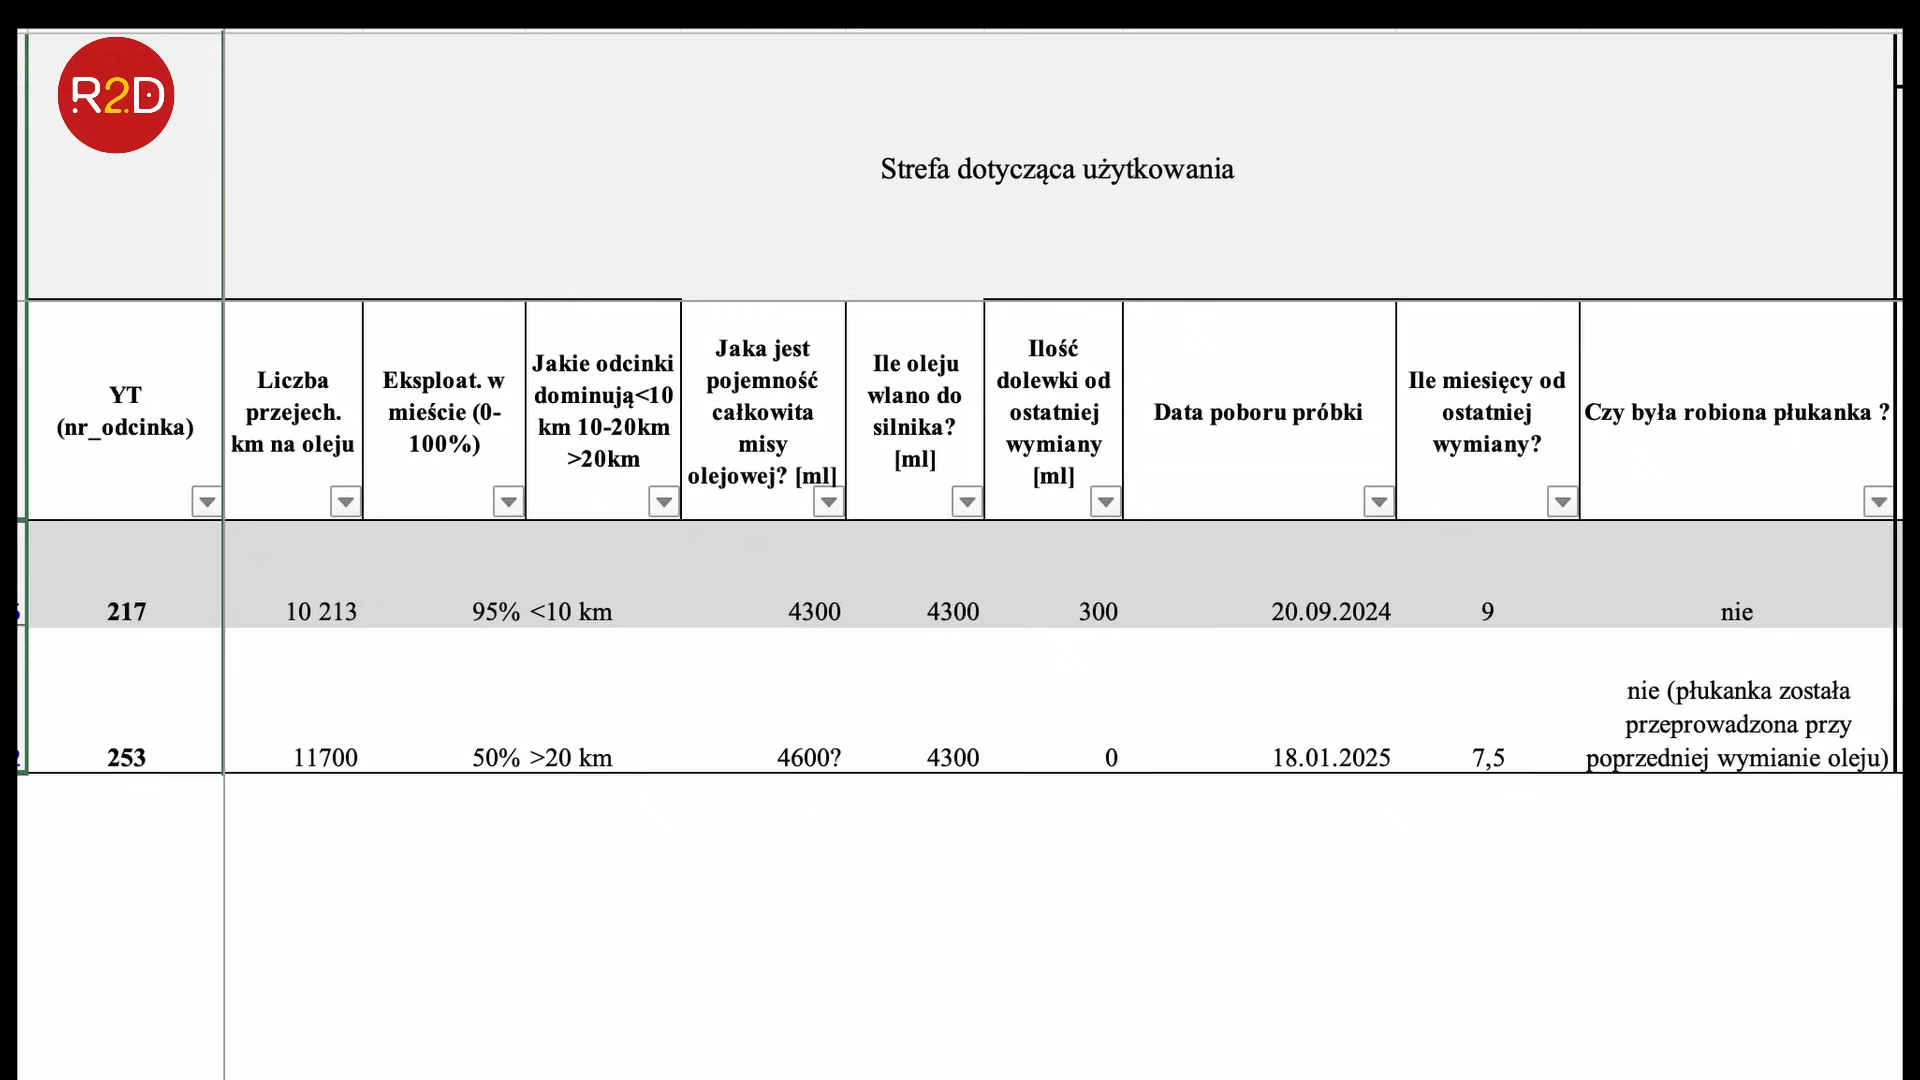 R2D
Strefa dotycząca użytkowania
YT
(nr_odcinka)
Liczba
przejech.
km na oleju
Eksploat. w
mieście (0-
100%)
Jakie odcinki
dominują<10
km 10-20km
>20km
Jaka jest
pojemność
całkowita
misy
olejowej? [ml]
Ile oleju
wlano do
silnika?
[ml]
Ilość
dolewki od
ostatniej
wymiany
[ml]
Data poboru próbki
Ile miesięcy od
ostatniej
wymiany?
Czy była robiona płukanka ?
217 10 213 95% <10 km 4300 4300 300 20.09.2024 9 nie
253 11700 50% >20 km 4600? 4300 0 18.01.2025 7,5
nie (płukanka została
przeprowadzona przy
poprzedniej wymianie oleju)